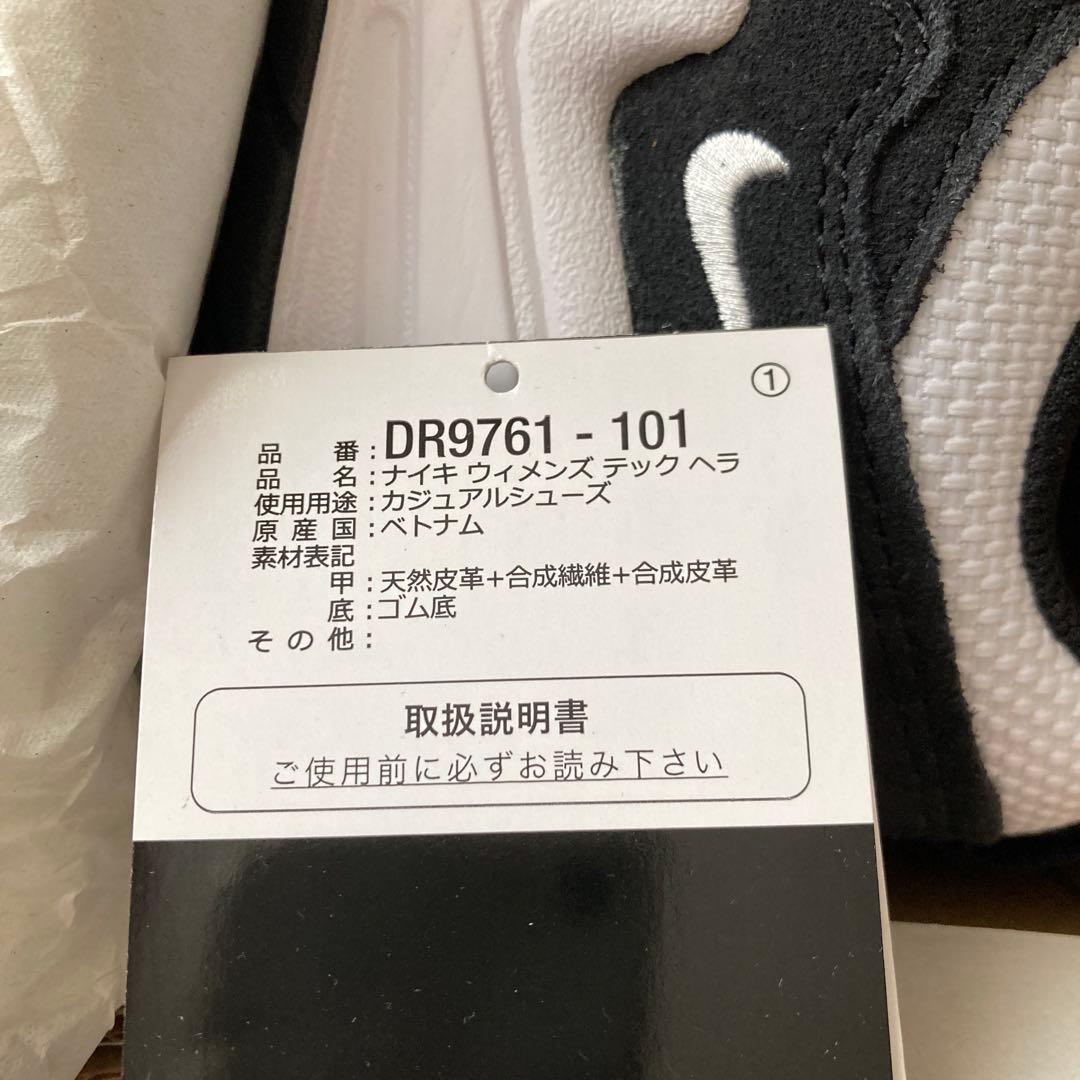 ①
品　　番 : DR9761 - 101
品　　名 : ナイキ ウィメンズ テック ヘラ
使用用途 : カジュアルシューズ
原 産 国 : ベトナム
素材表記
甲 : 天然皮革+合成繊維+合成皮革
底 : ゴム底
そ の 他 :
取扱説明書
ご使用前に必ずお読み下さい